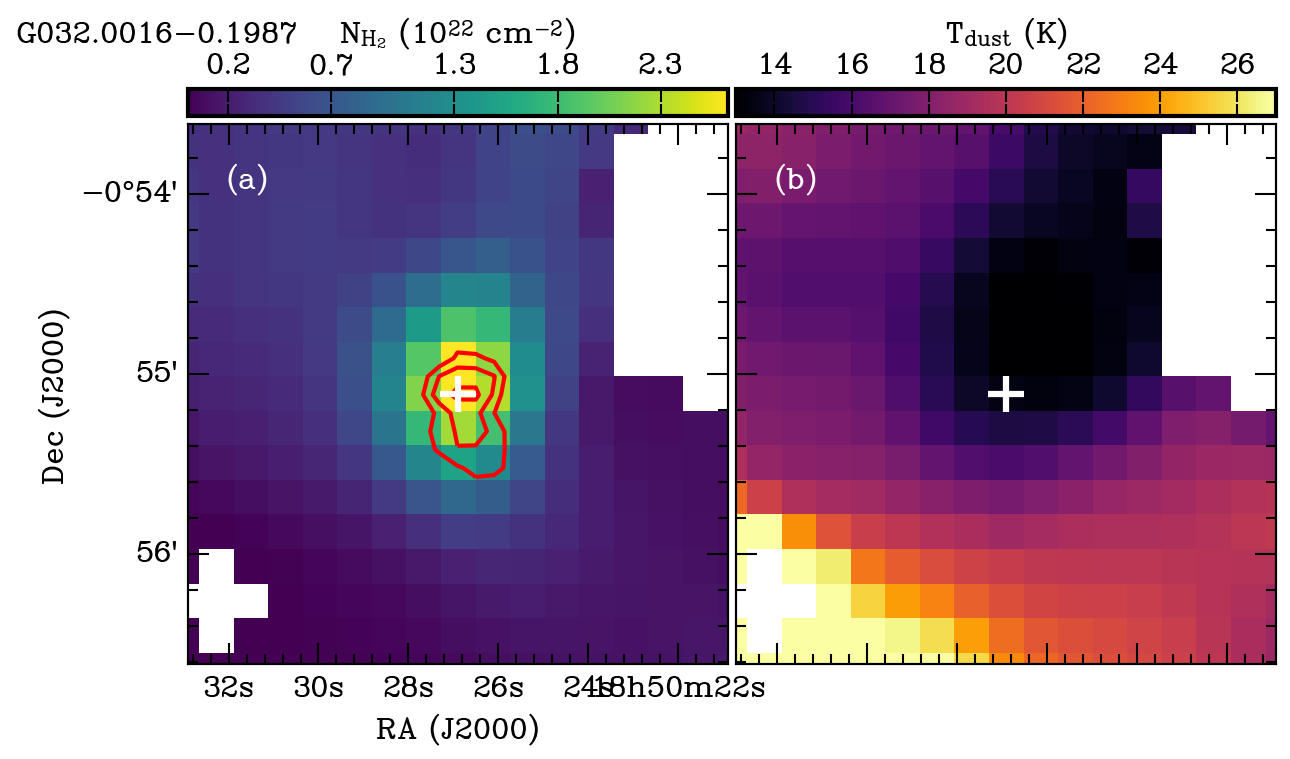 G032.0016−0.1987 N_H₂ (10²² cm⁻²) T_dust (K)
0.2 0.7 1.3 1.8 2.3 14 16 18 20 22 24 26
(a) (b)
−0°54'
55'
56'
Dec (J2000)
32s 30s 28s 26s 24s 18h50m22s
RA (J2000)